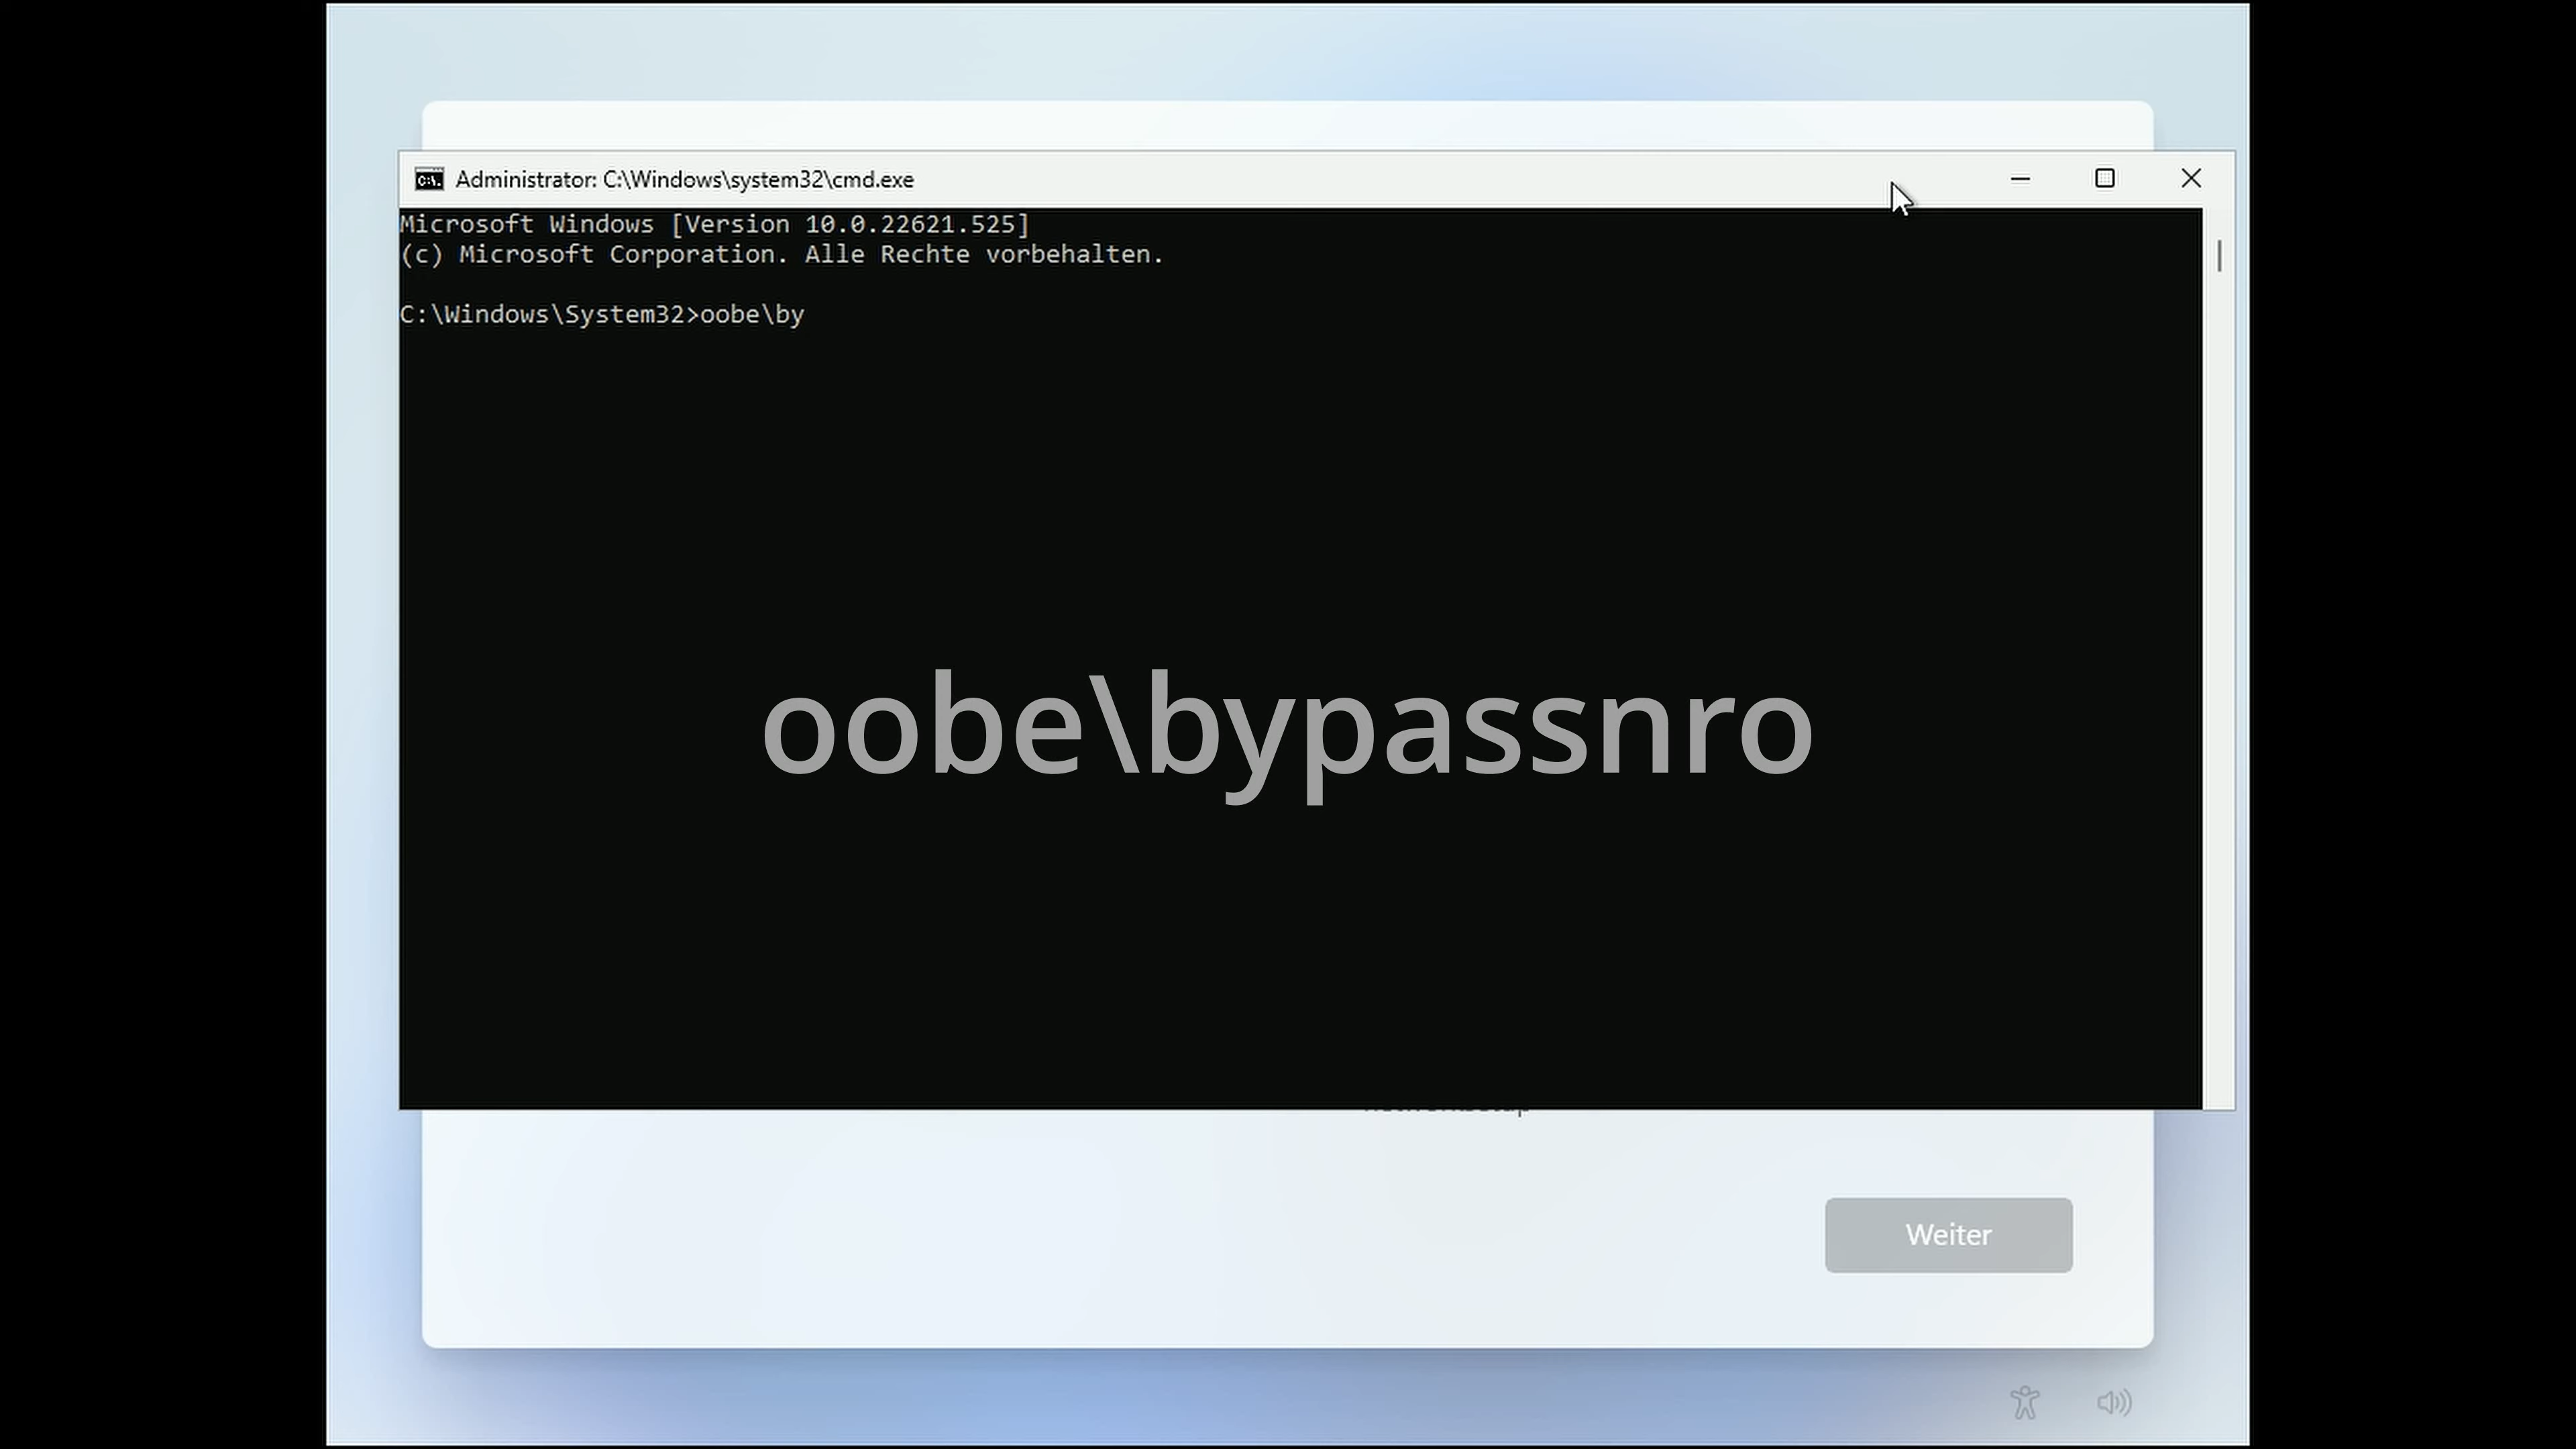 Administrator: C:\Windows\system32\cmd.exe
Microsoft Windows [Version 10.0.22621.525]
(c) Microsoft Corporation. Alle Rechte vorbehalten.
C:\Windows\System32>oobe\by
oobe\bypassnro
Weiter